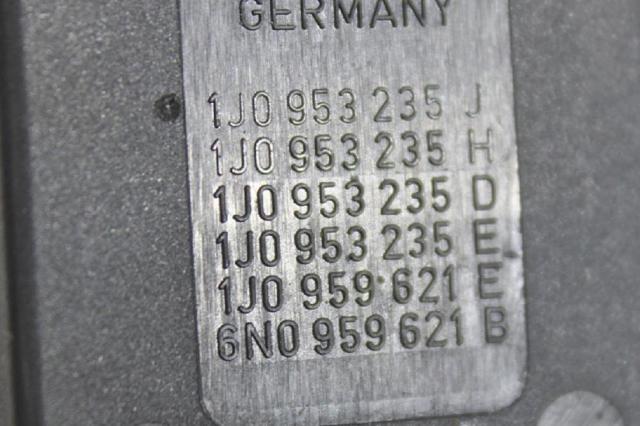 GERMANY
1J0 953 235 J
1J0 953 235 H
1J0 953 235 D
1J0 953 235 E
1J0 959 621 E
6N0 959 621 B